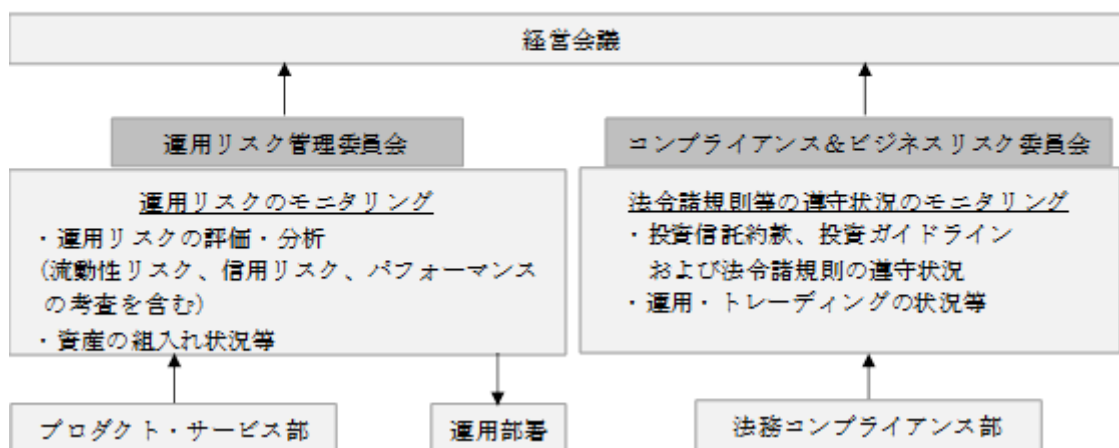 経営会議
運用リスク管理委員会
運用リスクのモニタリング
・運用リスクの評価・分析
(流動性リスク、信用リスク、パフォーマンス
の考査を含む)
・資産の組入れ状況等
コンプライアンス&ビジネスリスク委員会
法令諸規則等の遵守状況のモニタリング
・投資信託約款、投資ガイドライン
および法令諸規則の遵守状況
・運用・トレーディングの状況等
プロダクト・サービス部
運用部署
法務コンプライアンス部